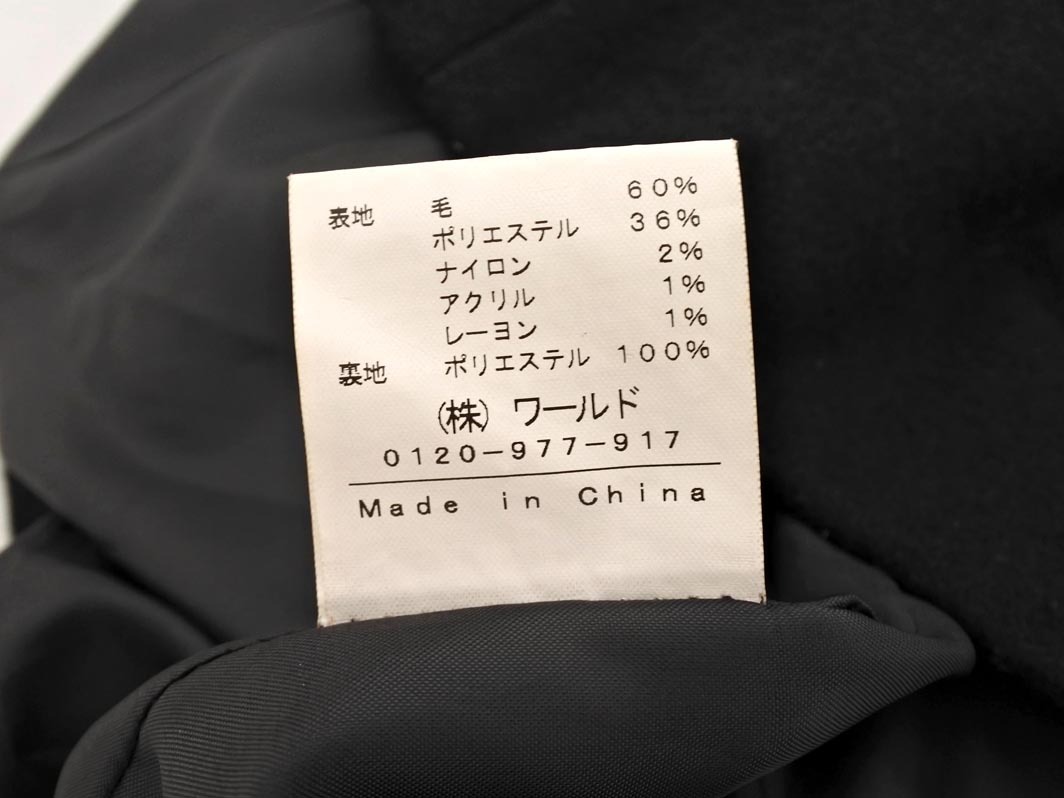 表地 毛 60%
ポリエステル 36%
ナイロン 2%
アクリル 1%
レーヨン 1%
裏地 ポリエステル 100%
(株)ワールド
0120-977-917
Made in China